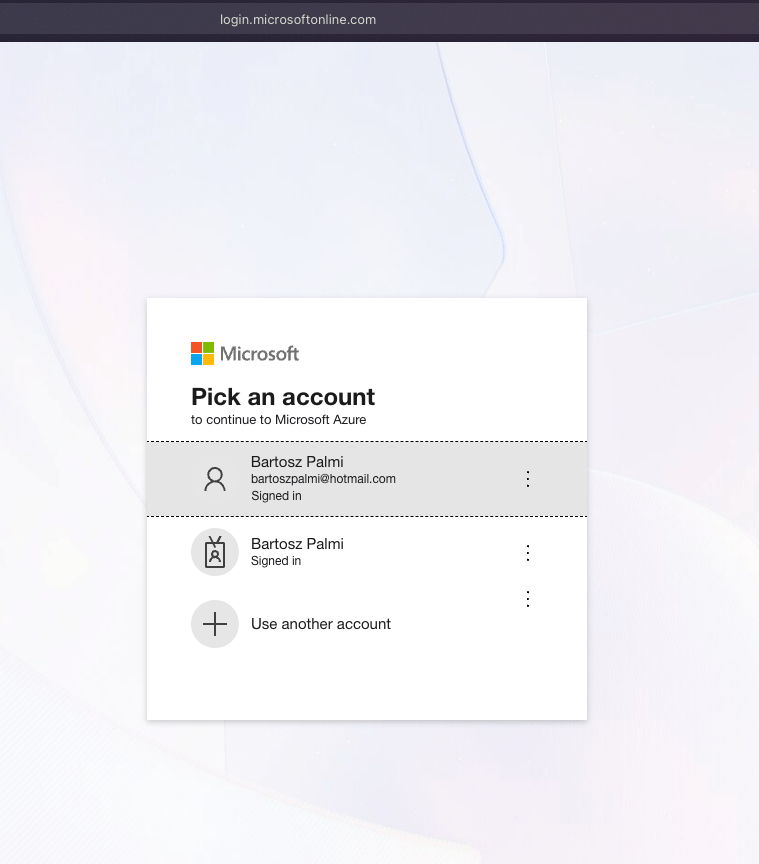 login.microsoftonline.com
Microsoft
Pick an account
to continue to Microsoft Azure
Bartosz Palmi
bartoszpalmi@hotmail.com
Signed in
Bartosz Palmi
Signed in
Use another account